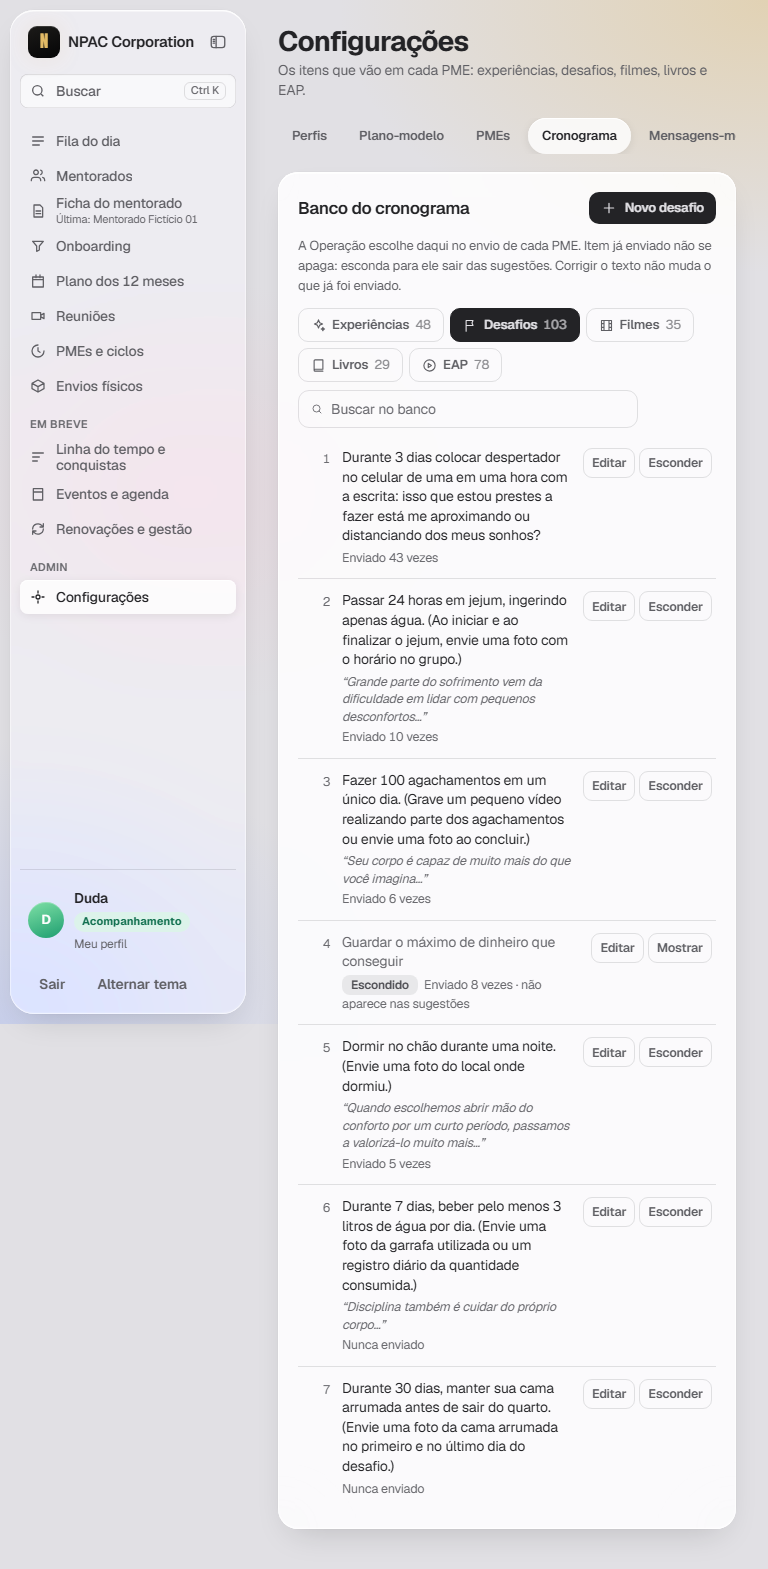 N
NPAC Corporation
Buscar
Ctrl K
Fila do dia
Mentorados
Ficha do mentorado
Última: Mentorado Fictício 01
Onboarding
Plano dos 12 meses
Reuniões
PMEs e ciclos
Envios físicos
EM BREVE
Linha do tempo e
conquistas
Eventos e agenda
Renovações e gestão
ADMIN
Configurações
D
Duda
Acompanhamento
Meu perfil
Sair
Alternar tema
Configurações
Os itens que vão em cada PME: experiências, desafios, filmes, livros e
EAP.
Perfis
Plano-modelo
PMEs
Cronograma
Mensagens-m
Banco do cronograma
Novo desafio
A Operação escolhe daqui no envio de cada PME. Item já enviado não se
apaga: esconda para ele sair das sugestões. Corrigir o texto não muda o
que já foi enviado.
Experiências 48
Desafios 103
Filmes 35
Livros 29
EAP 78
Buscar no banco
1
Durante 3 dias colocar despertador
no celular de uma em uma hora com
a escrita: isso que estou prestes a
fazer está me aproximando ou
distanciando dos meus sonhos?
Enviado 43 vezes
Editar
Esconder
2
Passar 24 horas em jejum, ingerindo
apenas água. (Ao iniciar e ao
finalizar o jejum, envie uma foto com
o horário no grupo.)
“Grande parte do sofrimento vem da
dificuldade em lidar com pequenos
desconfortos…”
Enviado 10 vezes
Editar
Esconder
3
Fazer 100 agachamentos em um
único dia. (Grave um pequeno vídeo
realizando parte dos agachamentos
ou envie uma foto ao concluir.)
“Seu corpo é capaz de muito mais do que
você imagina…”
Enviado 6 vezes
Editar
Esconder
4
Guardar o máximo de dinheiro que
conseguir
Escondido Enviado 8 vezes · não
aparece nas sugestões
Editar
Mostrar
5
Dormir no chão durante uma noite.
(Envie uma foto do local onde
dormiu.)
“Quando escolhemos abrir mão do
conforto por um curto período, passamos
a valorizá-lo muito mais…”
Enviado 5 vezes
Editar
Esconder
6
Durante 7 dias, beber pelo menos 3
litros de água por dia. (Envie uma
foto da garrafa utilizada ou um
registro diário da quantidade
consumida.)
“Disciplina também é cuidar do próprio
corpo…”
Nunca enviado
Editar
Esconder
7
Durante 30 dias, manter sua cama
arrumada antes de sair do quarto.
(Envie uma foto da cama arrumada
no primeiro e no último dia do
desafio.)
Nunca enviado
Editar
Esconder